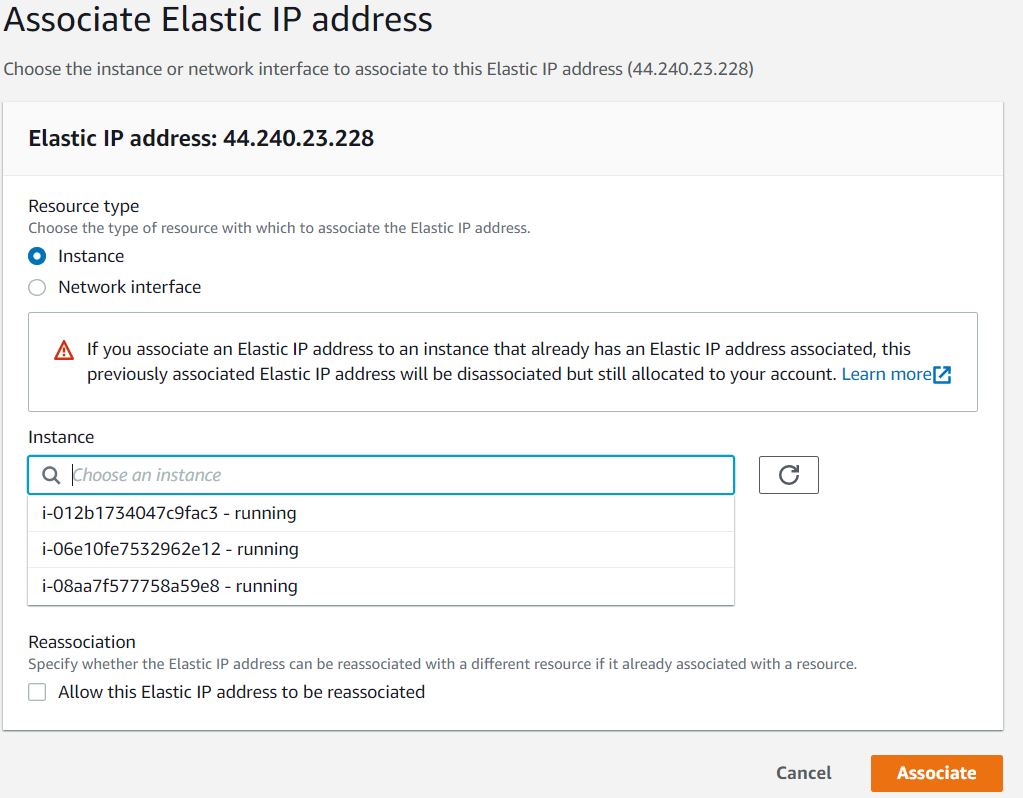 Associate Elastic IP address
Choose the instance or network interface to associate to this Elastic IP address (44.240.23.228)
Elastic IP address: 44.240.23.228
Resource type
Choose the type of resource with which to associate the Elastic IP address.
Instance
Network interface
If you associate an Elastic IP address to an instance that already has an Elastic IP address associated, this
previously associated Elastic IP address will be disassociated but still allocated to your account. Learn more
Instance
Choose an instance
i-012b1734047c9fac3 - running
i-06e10fe7532962e12 - running
i-08aa7f577758a59e8 - running
Reassociation
Specify whether the Elastic IP address can be reassociated with a different resource if it already associated with a resource.
Allow this Elastic IP address to be reassociated
Cancel
Associate